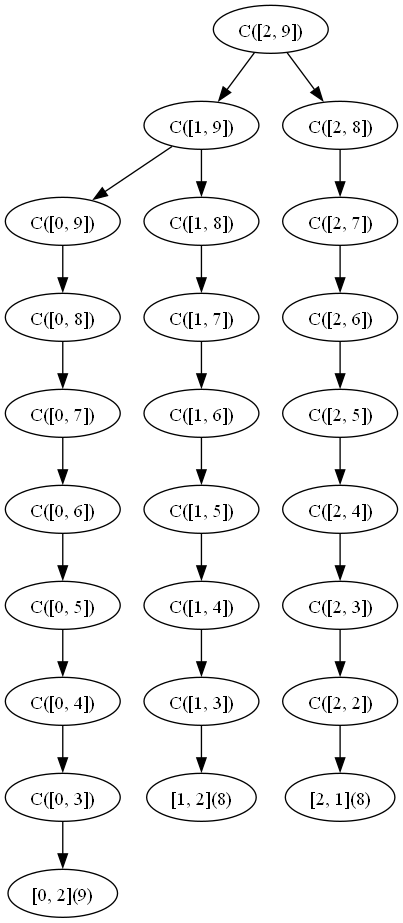 C([2, 9])
C([1, 9])
C([2, 8])
C([0, 9])
C([1, 8])
C([2, 7])
C([0, 8])
C([1, 7])
C([2, 6])
C([0, 7])
C([1, 6])
C([2, 5])
C([0, 6])
C([1, 5])
C([2, 4])
C([0, 5])
C([1, 4])
C([2, 3])
C([0, 4])
C([1, 3])
C([2, 2])
C([0, 3])
[1, 2](8)
[2, 1](8)
[0, 2](9)